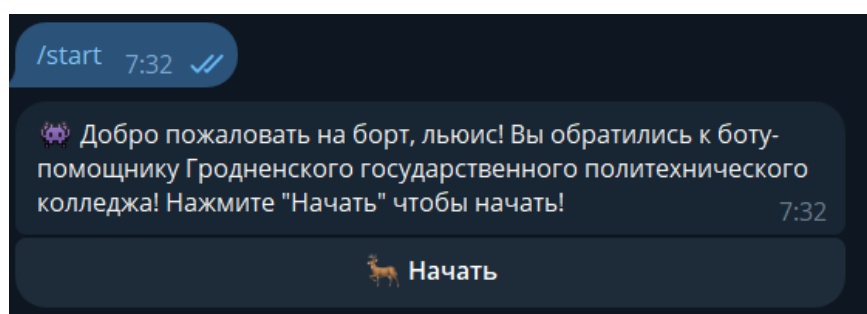 /start 7:32
👾 Добро пожаловать на борт, льюис! Вы обратились к боту-
помощнику Гродненского государственного политехнического
колледжа! Нажмите "Начать" чтобы начать! 7:32
🦌 Начать